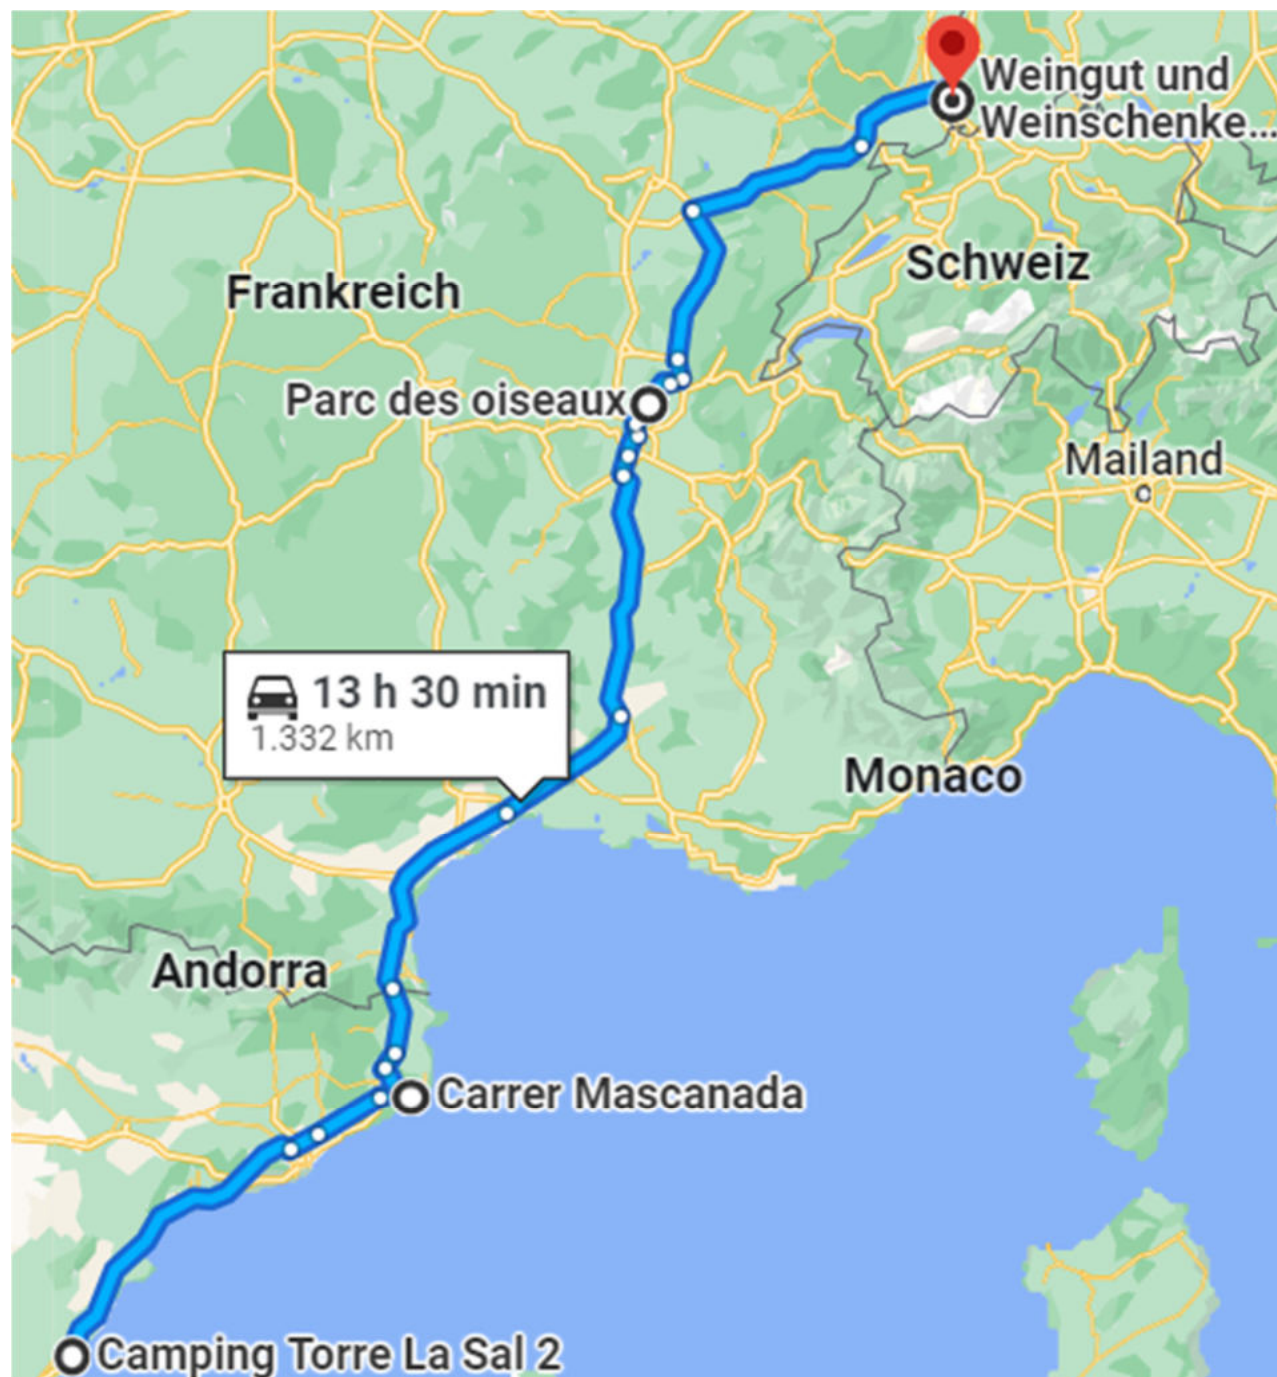 Weingut und
Weinschenke...
Schweiz
Frankreich
Parc des oiseaux
Mailand
13 h 30 min
1.332 km
Monaco
Andorra
Carrer Mascanada
Camping Torre La Sal 2